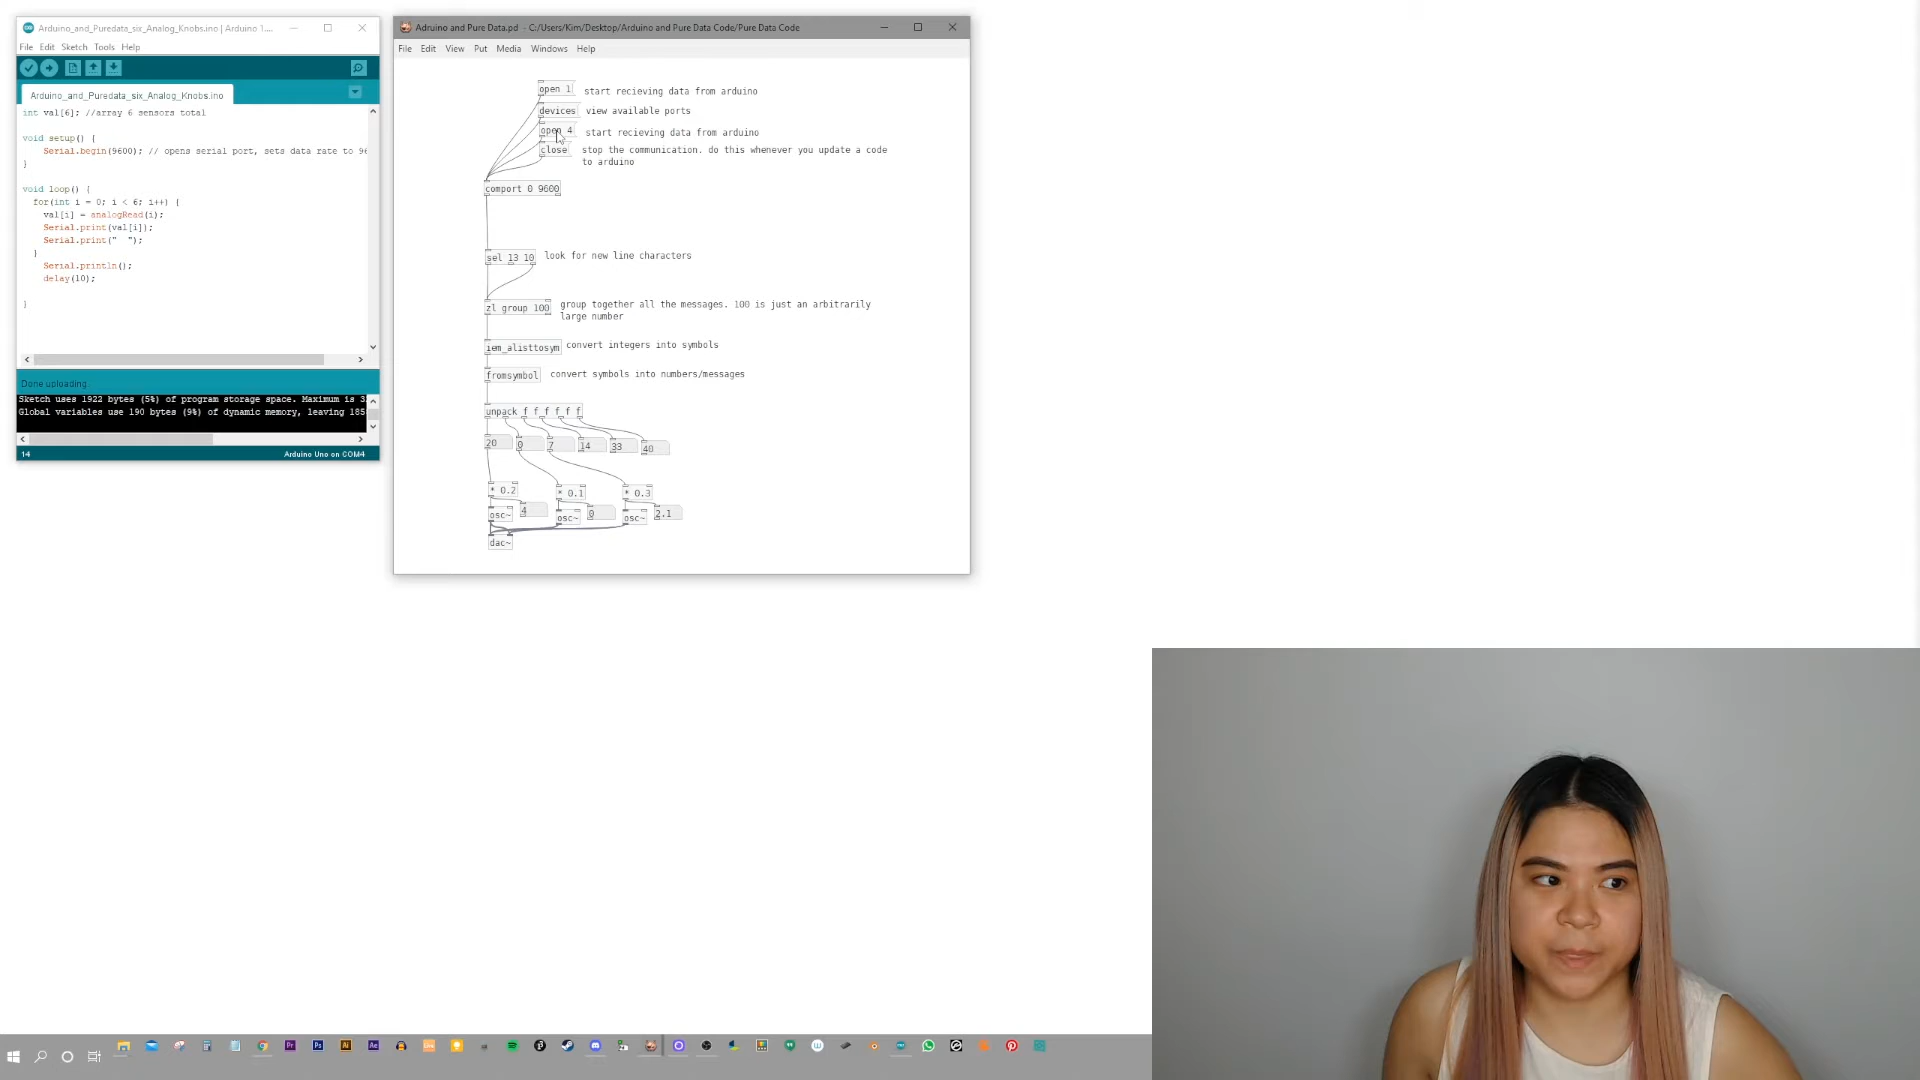 Arduino_and_Puredata_six_Analog_Knobs.ino | Arduino 1....
File Edit Sketch Tools Help
Arduino_and_Puredata_six_Analog_Knobs.ino
int val[6]; //array 6 sensors total
void setup() {
Serial.begin(9600); // opens serial port, sets data rate to 96
}
void loop() {
for(int i = 0; i < 6; i++) {
val[i] = analogRead(i);
Serial.print(val[i]);
Serial.print("  ");
}
Serial.println();
delay(10);
}
Done uploading
Sketch uses 1922 bytes (5%) of program storage space. Maximum is 3
Global variables use 190 bytes (9%) of dynamic memory, leaving 185
14
Arduino Uno on COM4
Adruino and Pure Data.pd - C:/Users/Kim/Desktop/Arduino and Pure Data Code/Pure Data Code
File Edit View Put Media Windows Help
open 1 start recieving data from arduino
devices view available ports
open 4 start recieving data from arduino
close stop the communication. do this whenever you update a code
to arduino
comport 0 9600
sel 13 10 look for new line characters
zl group 100 group together all the messages. 100 is just an arbitrarily
large number
iem_alisttosym convert integers into symbols
fromsymbol convert symbols into numbers/messages
unpack f f f f f f
20 0 7 14 33 40
* 0.2 * 0.1 * 0.3
osc~ 4 osc~ 0 osc~ 2.1
dac~
Pr Ps Ai Ae